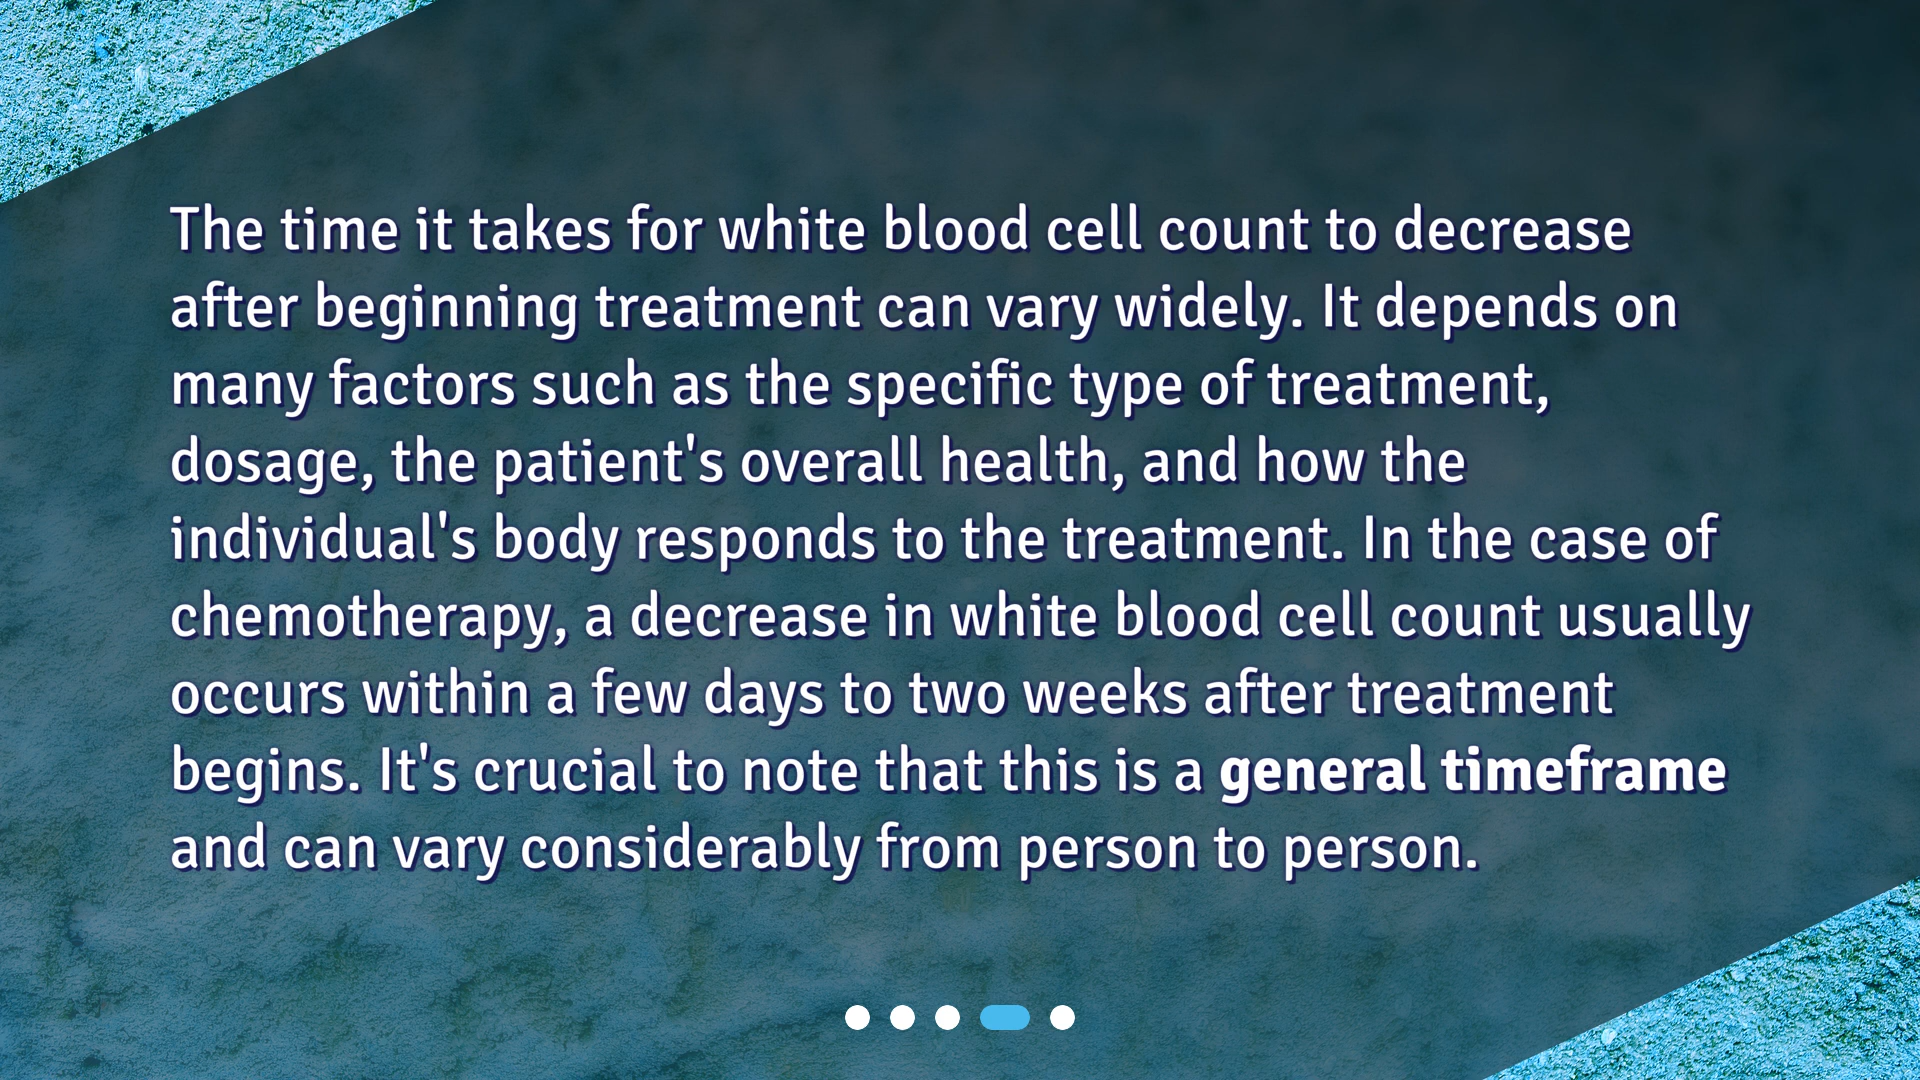 The time it takes for white blood cell count to decrease
after beginning treatment can vary widely. It depends on
many factors such as the specific type of treatment,
dosage, the patient's overall health, and how the
individual's body responds to the treatment. In the case of
chemotherapy, a decrease in white blood cell count usually
occurs within a few days to two weeks after treatment
begins. It's crucial to note that this is a general timeframe
and can vary considerably from person to person.